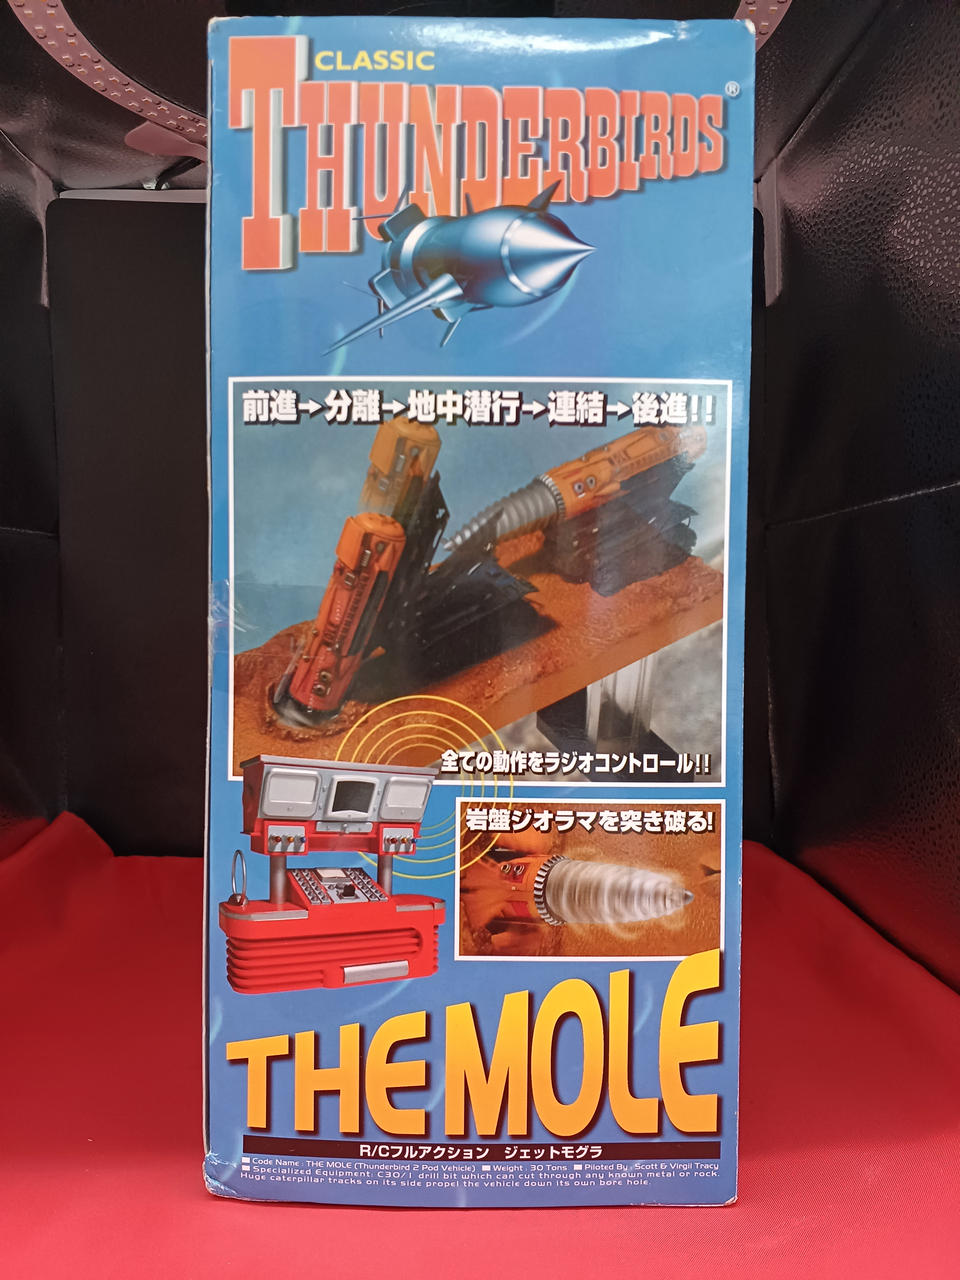 CLASSIC
THUNDERBIRDS®
前進→分離→地中潜行→連結→後進!!
全ての動作をラジオコントロール!!
岩盤ジオラマを突き破る!
THE MOLE
R/Cフルアクション ジェットモグラ
■Code Name : THE MOLE (Thunderbird 2 Pod Vehicle) ■Weight : 30 Tons ■Piloted By : Scott & Virgil Tracy
■Specialized Equipment: C30/1 drill bit which can cut through any known metal or rock.
Huge caterpillar tracks on its side propel the vehicle down its own bore hole.